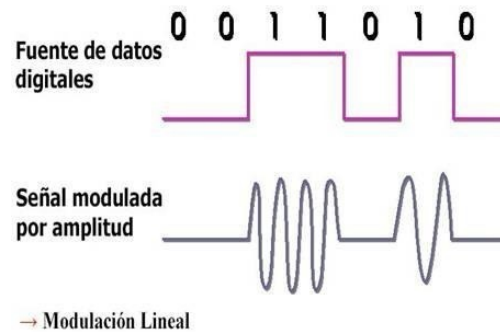 0 0 1 1 0 1 0
Fuente de datos
digitales
Señal modulada
por amplitud
→ Modulación Lineal